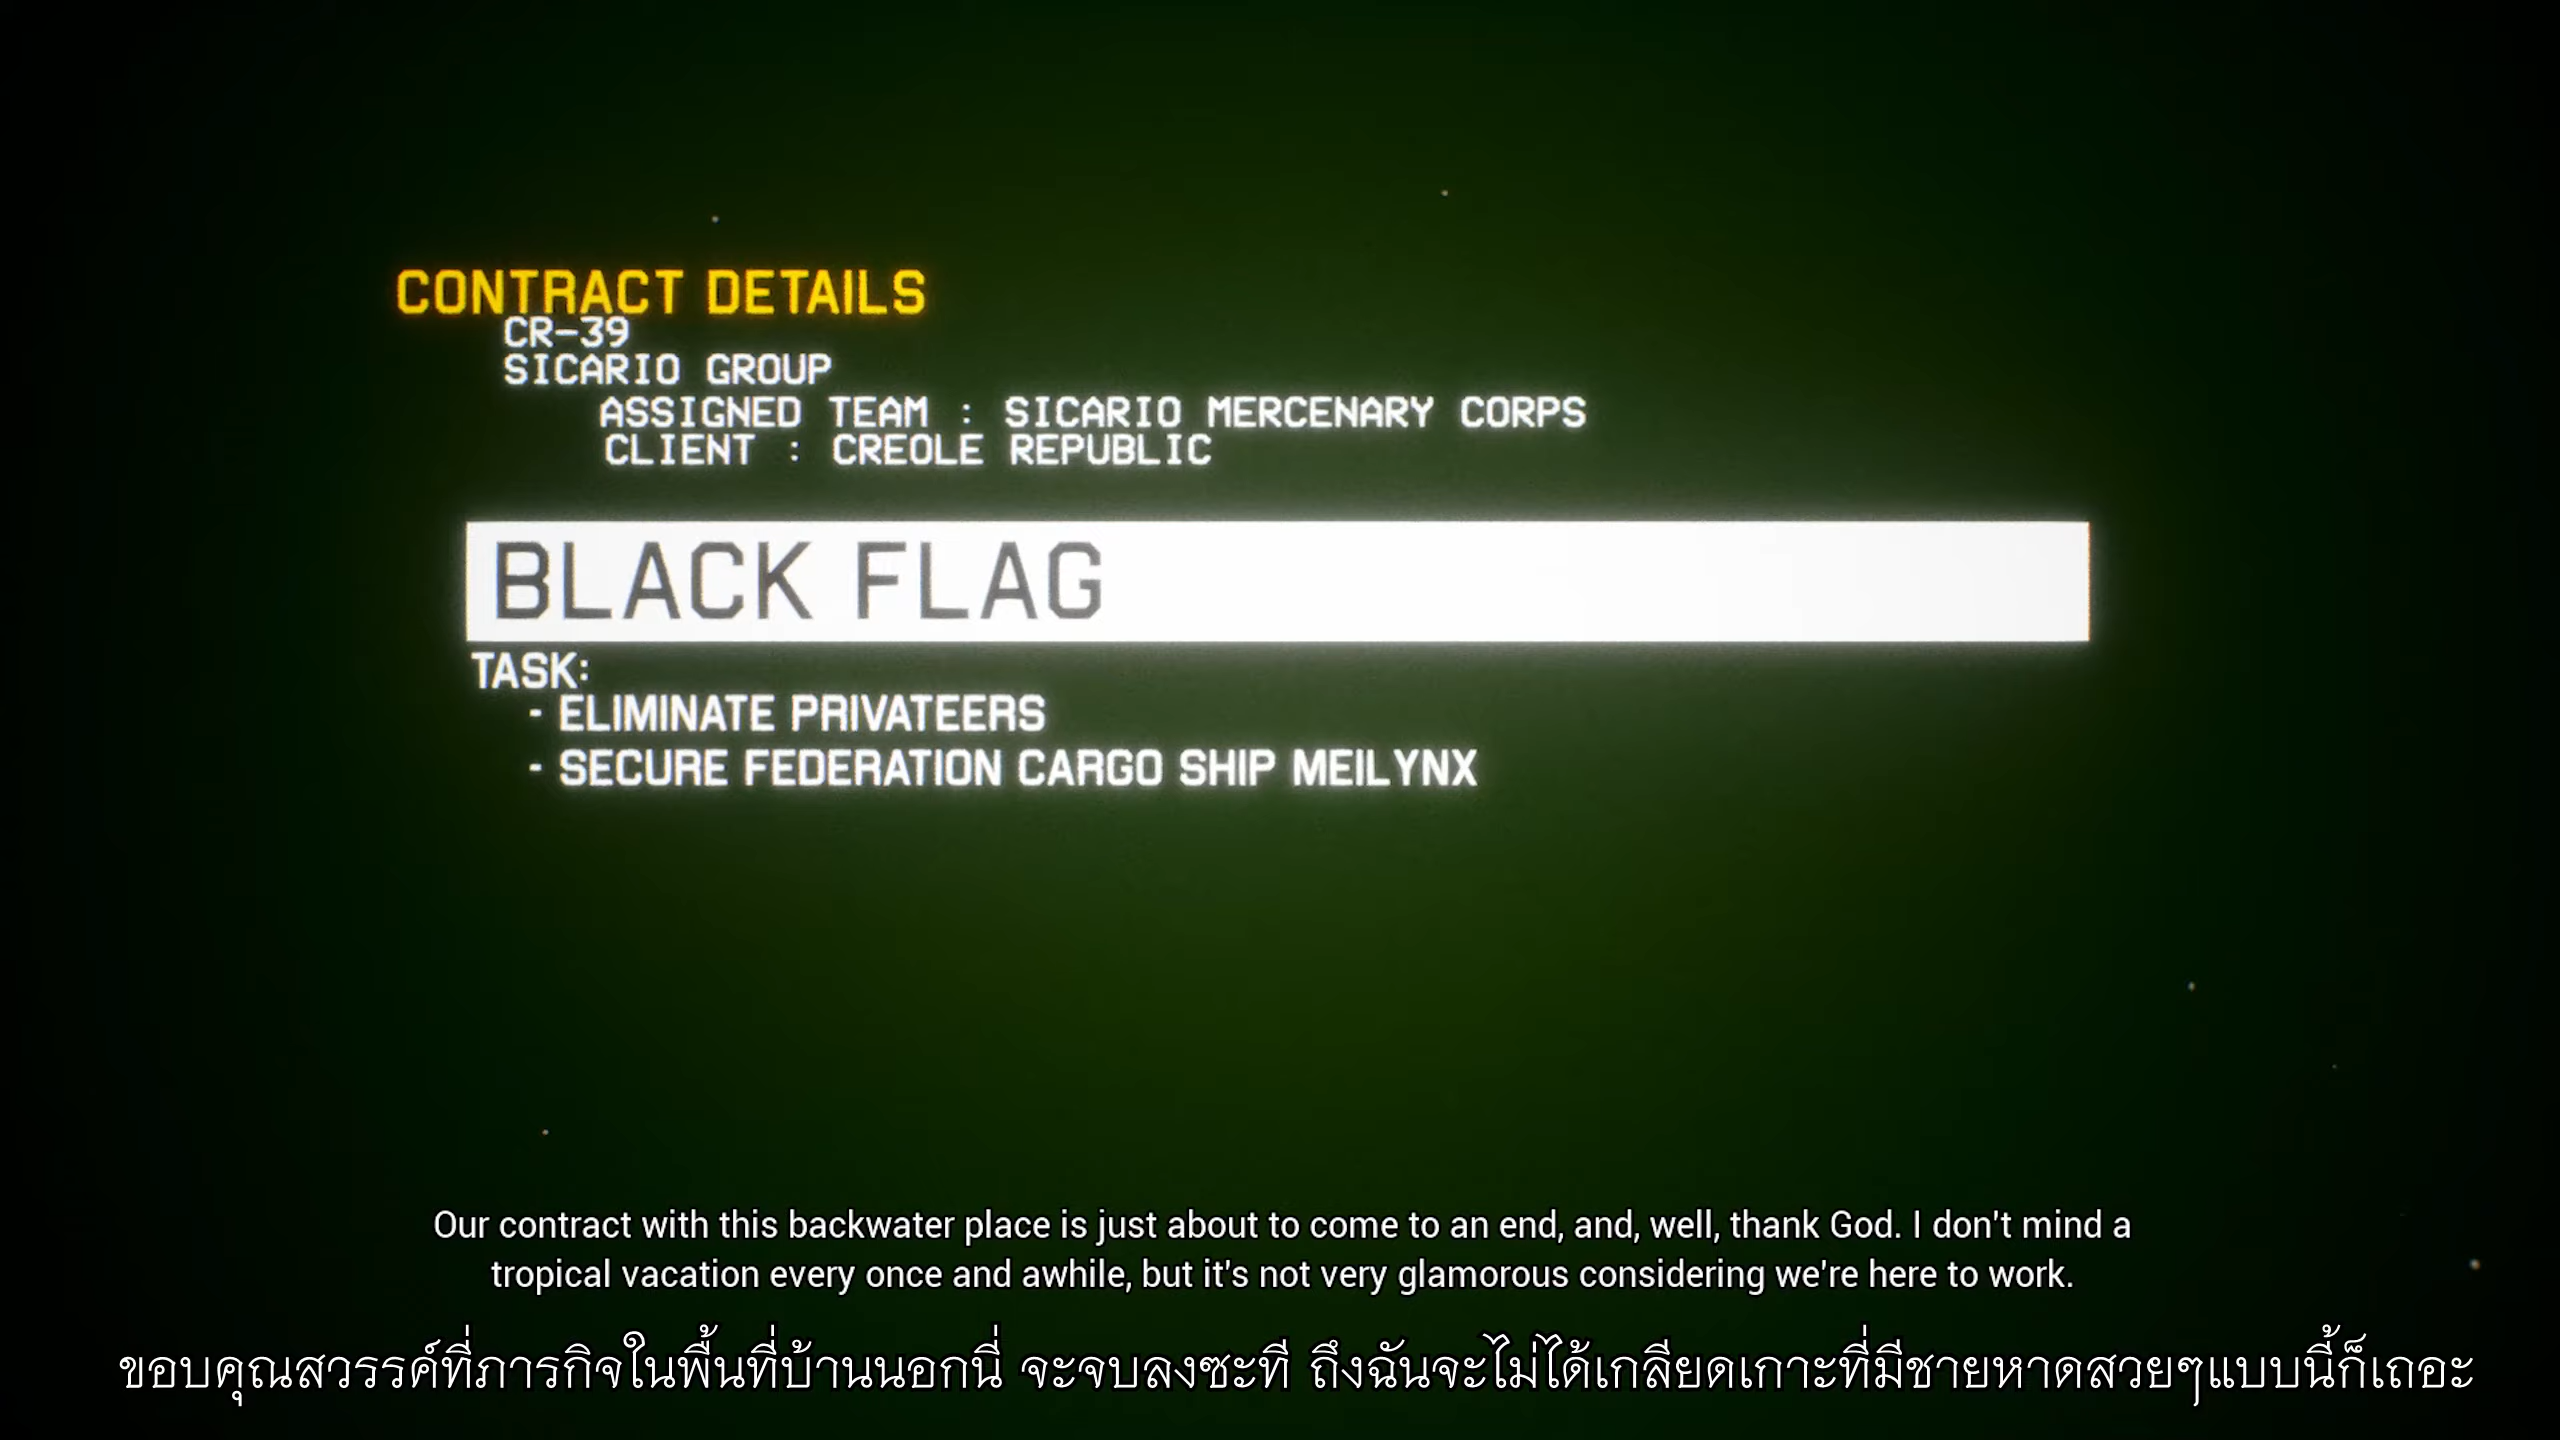 CONTRACT DETAILS
CR-39
SICARIO GROUP
ASSIGNED TEAM : SICARIO MERCENARY CORPS
CLIENT : CREOLE REPUBLIC
BLACK FLAG
TASK:
- ELIMINATE PRIVATEERS
- SECURE FEDERATION CARGO SHIP MEILYNX
Our contract with this backwater place is just about to come to an end, and, well, thank God. I don't mind a
tropical vacation every once and awhile, but it's not very glamorous considering we're here to work.
ขอบคุณสวรรค์ที่ภารกิจในพื้นที่บ้านนอกนี่ จะจบลงซะที ถึงฉันจะไม่ได้เกลียดเกาะที่มีชายหาดสวยๆแบบนี้ก็เถอะ